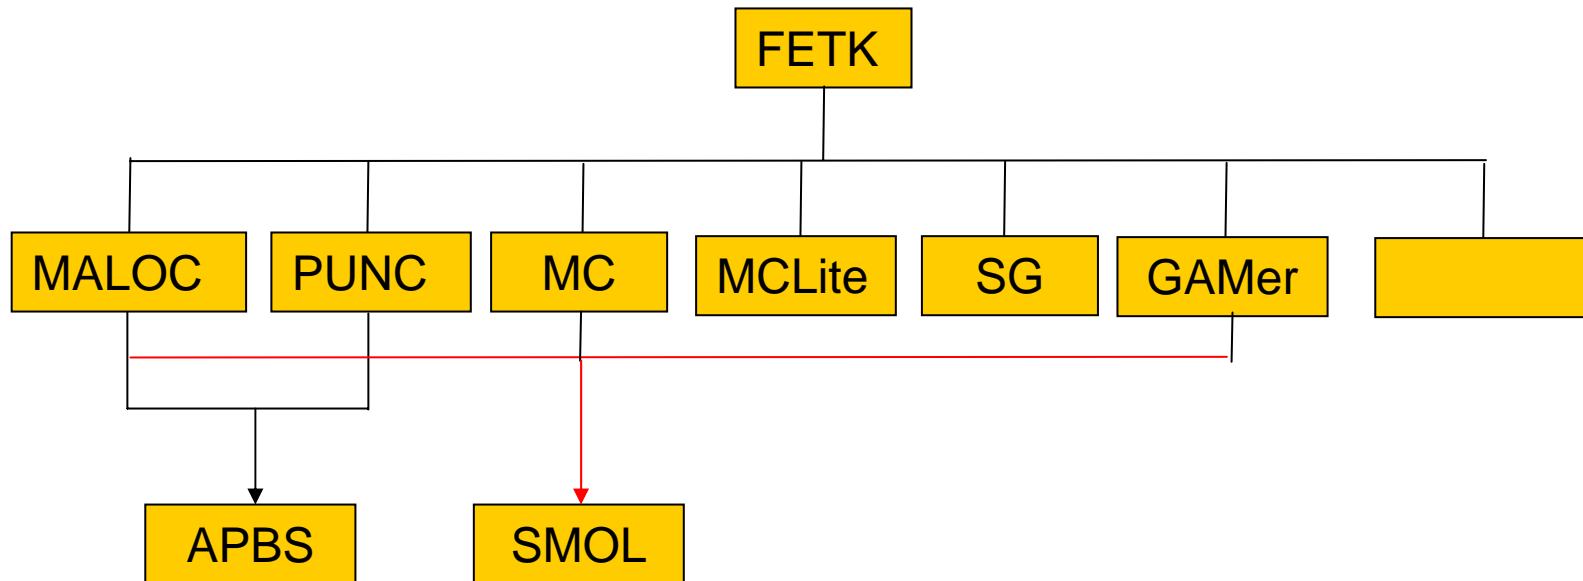 FETK
MALOC
PUNC
MC
MCLite
SG
GAMer
APBS
SMOL